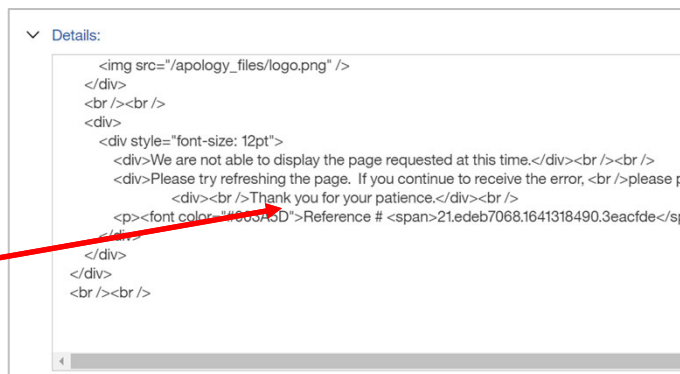 Details:
<img src="/apology_files/logo.png" />
</div>
<br /><br />
<div>
<div style="font-size: 12pt">
<div>We are not able to display the page requested at this time.</div><br /><br />
<div>Please try refreshing the page.  If you continue to receive the error, <br />please
<div><br />Thank you for your patience.</div><br />
<p><font color="#003A5D">Reference # <span>21.edeb7068.1641318490.3eacfde</s
</div>
</div>
</div>
<br /><br />